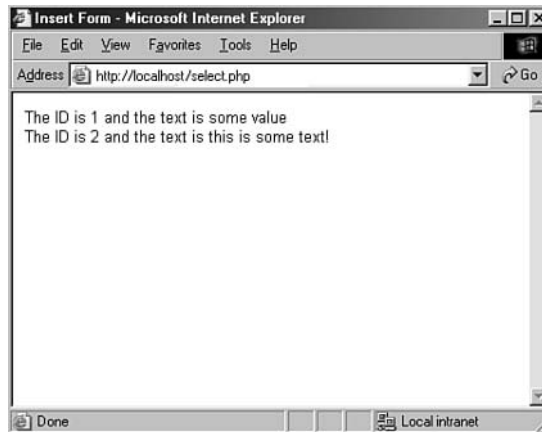 Insert Form - Microsoft Internet Explorer
File Edit View Favorites Tools Help
Address http://localhost/select.php Go
The ID is 1 and the text is some value
The ID is 2 and the text is this is some text!
Done Local intranet